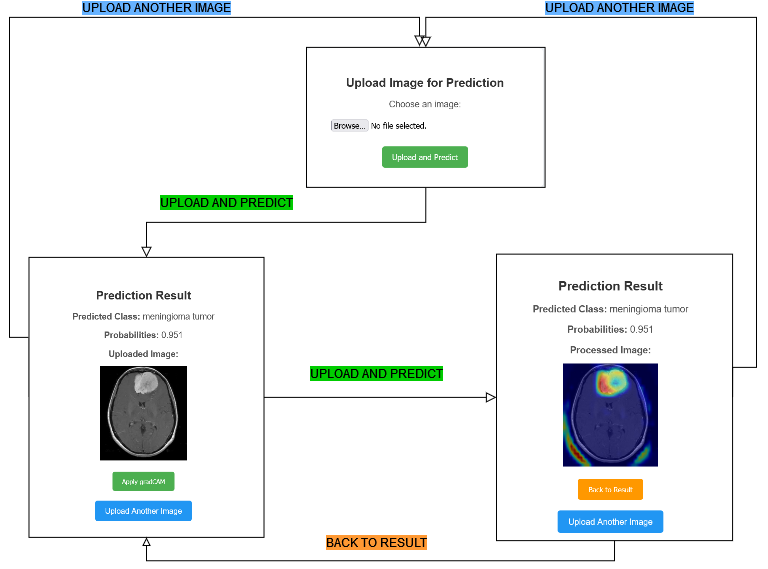 UPLOAD ANOTHER IMAGE
UPLOAD ANOTHER IMAGE
Upload Image for Prediction
Choose an image:
Browse... No file selected.
Upload and Predict
UPLOAD AND PREDICT
Prediction Result
Predicted Class: meningioma tumor
Probabilities: 0.951
Uploaded Image:
Apply gradCAM
Upload Another Image
UPLOAD AND PREDICT
Prediction Result
Predicted Class: meningioma tumor
Probabilities: 0.951
Processed Image:
Back to Result
Upload Another Image
BACK TO RESULT